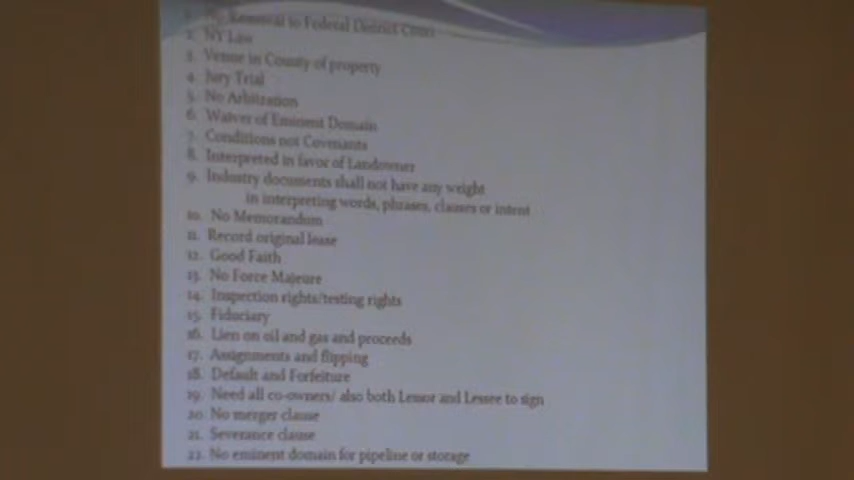 Removal to Federal District Court
2. NY Law
3. Venue in County of property
4. Jury Trial
5. No Arbitration
6. Waiver of Eminent Domain
7. Conditions not Covenants
8. Interpreted in favor of Landowner
9. Industry documents shall not have any weight
in interpreting words, phrases, clauses or intent
10. No Memorandum
11. Record original lease
12. Good Faith
13. No Force Majeure
14. Inspection rights/testing rights
15. Fiduciary
16. Lien on oil and gas and proceeds
17. Assignments and flipping
18. Default and Forfeiture
19. Need all co-owners/ also both Lessor and Lessee to sign
20. No merger clause
21. Severance clause
22. No eminent domain for pipeline or storage